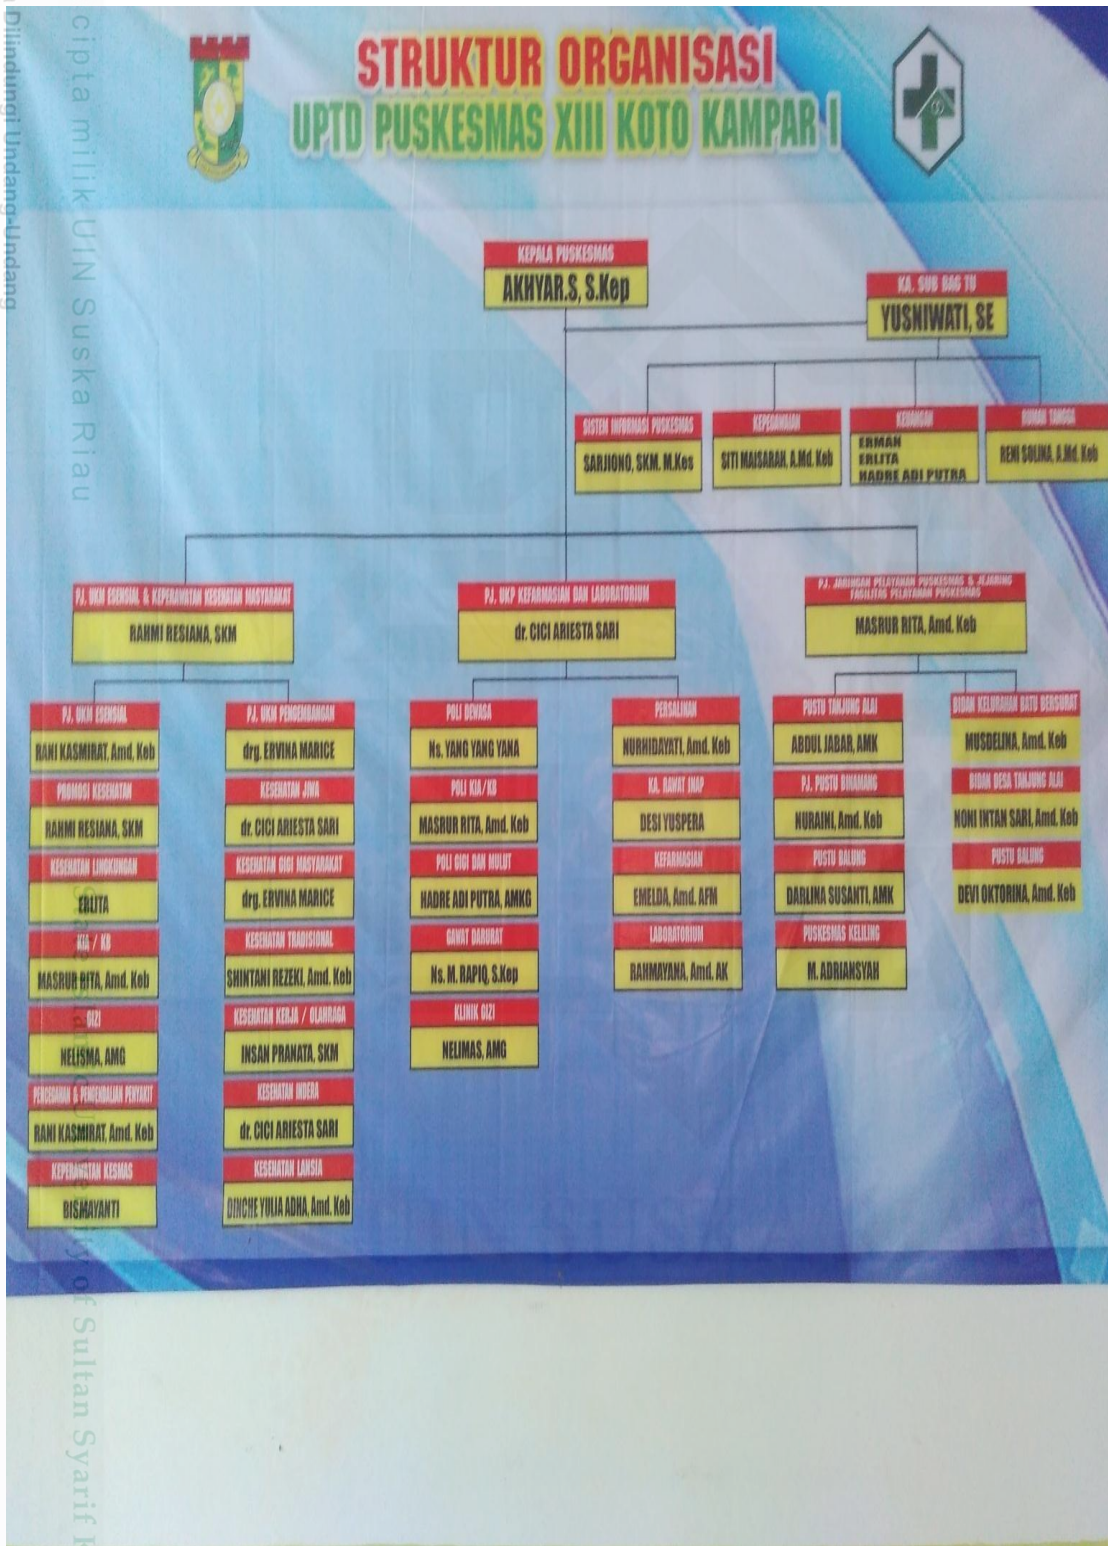 STRUKTUR ORGANISASI
UPTD PUSKESMAS XIII KOTO KAMPAR I
KEPALA PUSKESMAS
AKHYAR.S, S.Kep
KA. SUB BAG TU
YUSNIWATI, SE
SISTEM INFORMASI PUSKESMAS
SARJIONO, SKM. M.Kes
KEPEGAWAIAN
SITI MAISARAH, A.Md. Keb
KEUANGAN
ERMAN
ERLITA
HADRE ADI PUTRA
RUMAH TANGGA
RENI SOLINA, A.Md. Keb
PJ. UKM ESENSIAL & KEPERAWATAN KESEHATAN MASYARAKAT
RAHMI RESIANA, SKM
PJ. UKM ESENSIAL
RANI KASMIRAT, Amd, Keb
PROMOSI KESEHATAN
RAHMI RESIANA, SKM
KESEHATAN LINGKUNGAN
ERLITA
KIA / KB
MASRUR RITA, Amd. Keb
GIZI
NELISMA, AMG
PENCEGAHAN & PENGENDALIAN PENYAKIT
RANI KASMIRAT, Amd. Keb
KEPERAWATAN KESMAS
BISMAYANTI
PJ. UKM PENGEMBANGAN
drg. ERVINA MARICE
KESEHATAN JIWA
dr. CICI ARIESTA SARI
KESEHATAN GIGI MASYARAKAT
drg. ERVINA MARICE
KESEHATAN TRADISIONAL
SHINTANI REZEKI, Amd. Keb
KESEHATAN KERJA / OLAHRAGA
INSAN PRANATA, SKM
KESEHATAN INDERA
dr. CICI ARIESTA SARI
KESEHATAN LANSIA
DINCHE YULIA ADHA, Amd. Keb
PJ. UKP KEFARMASIAN DAN LABORATORIUM
dr. CICI ARIESTA SARI
POLI DEWASA
Ns. YANG YANG YANA
POLI KIA/KB
MASRUR RITA, Amd. Keb
POLI GIGI DAN MULUT
HADRE ADI PUTRA, AMKG
GAWAT DARURAT
Ns. M. RAPIQ, S.Kep
KLINIK GIZI
NELIMAS, AMG
PERSALINAN
NURHIDAYATI, Amd. Keb
KA. RAWAT INAP
DESI YUSPERA
KEFARMASIAN
EMELDA, Amd. AFM
LABORATORIUM
RAHMAYANA, Amd. AK
PJ. JARINGAN PELAYANAN PUSKESMAS & JEJARING
FASILITAS PELAYANAN PUSKESMAS
MASRUR RITA, Amd. Keb
PUSTU TANJUNG ALAI
ABDUL JABAR, AMK
PJ. PUSTU BINAMANG
NURAINI, Amd. Keb
PUSTU BALUNG
DARLINA SUSANTI, AMK
PUSKESMAS KELILING
M. ADRIANSYAH
BIDAN KELURAHAN BATU BERSURAT
MUSDELINA, Amd. Keb
BIDAN DESA TANJUNG ALAI
NONI INTAN SARI, Amd. Keb
PUSTU BALUNG
DEVI OKTORINA, Amd. Keb
cipta milik UIN Suska Riau
Dilindungi Undang-Undang
of Sultan Syarif K